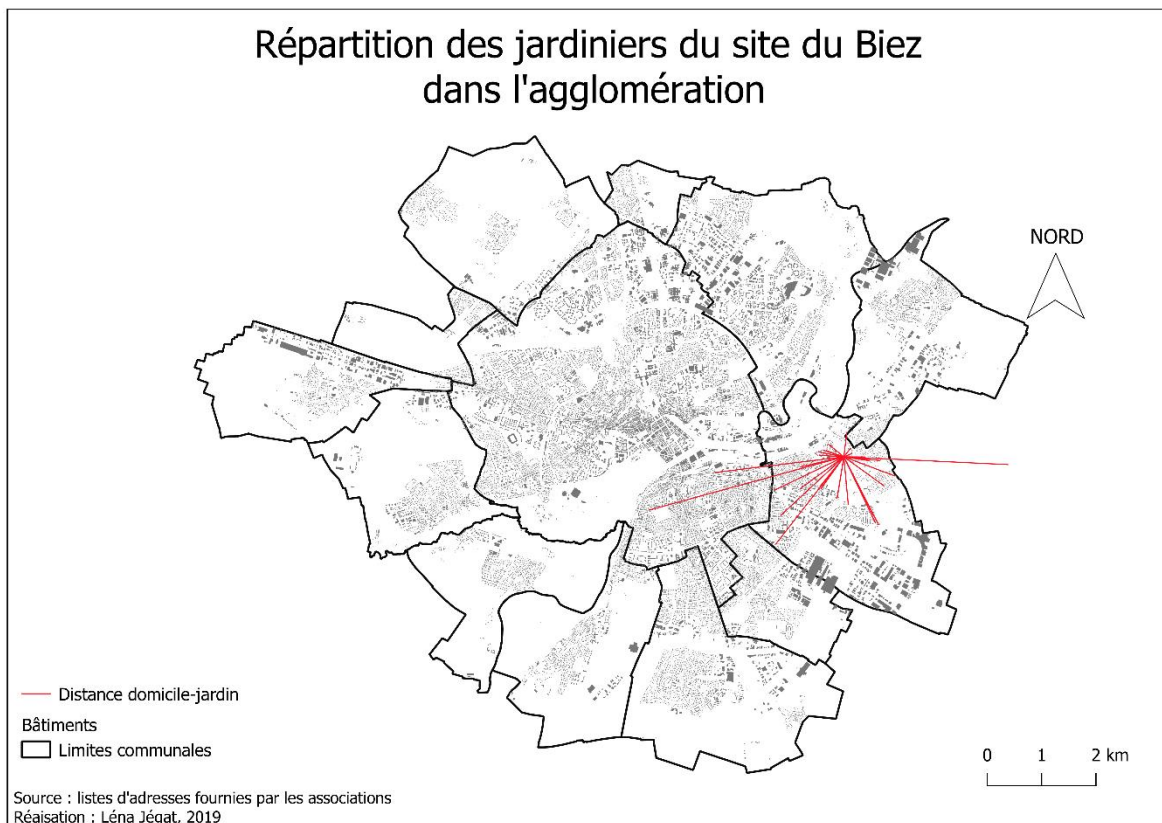 Répartition des jardiniers du site du Biez
dans l'agglomération
NORD
Distance domicile-jardin
Bâtiments
Limites communales
0 1 2 km
Source : listes d'adresses fournies par les associations
Réaisation : Léna Jégat, 2019